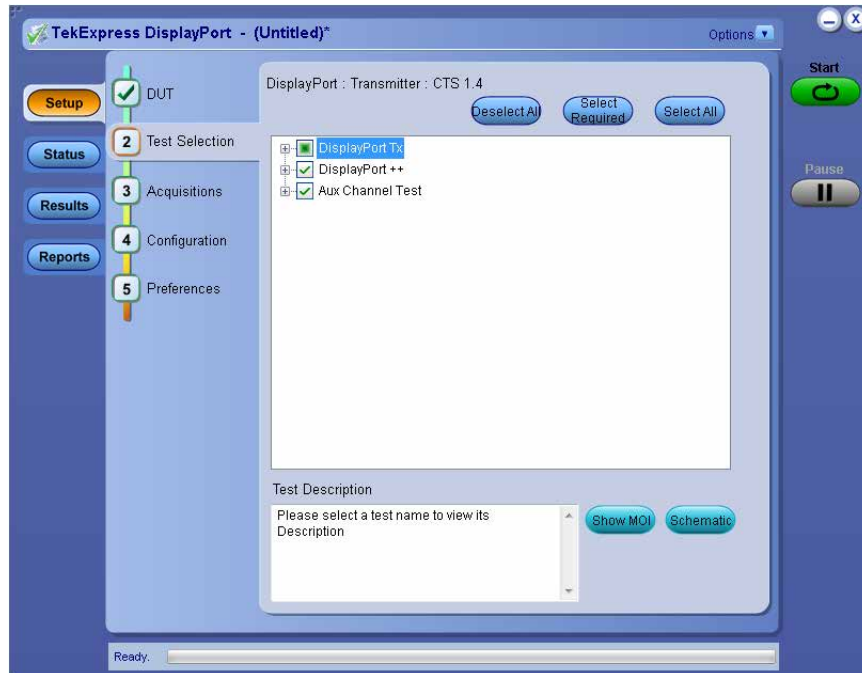 TekExpress DisplayPort - (Untitled)*
Options
Start
Pause
Setup
Status
Results
Reports
DUT
2 Test Selection
3 Acquisitions
4 Configuration
5 Preferences
DisplayPort : Transmitter : CTS 1.4
Deselect All
Select Required
Select All
DisplayPort Tx
DisplayPort ++
Aux Channel Test
Test Description
Please select a test name to view its
Description
Show MOI
Schematic
Ready.